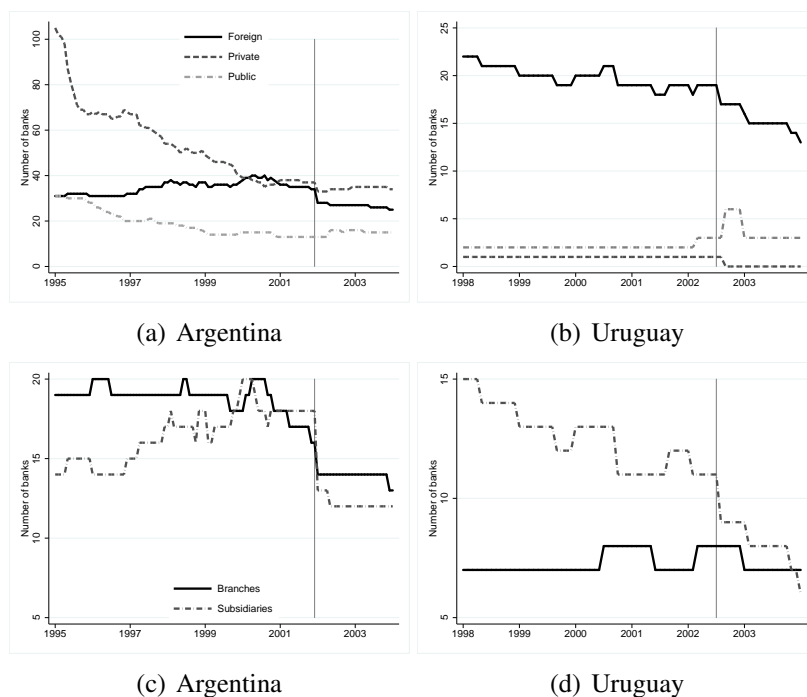 Foreign
Private
Public
Number of banks
0 20 40 60 80 100
1995 1997 1999 2001 2003
(a) Argentina
Number of banks
0 5 10 15 20 25
1998 1999 2000 2001 2002 2003
(b) Uruguay
Number of banks
5 10 15 20
Branches
Subsidiaries
1995 1997 1999 2001 2003
(c) Argentina
Number of banks
5 10 15
1998 1999 2000 2001 2002 2003
(d) Uruguay